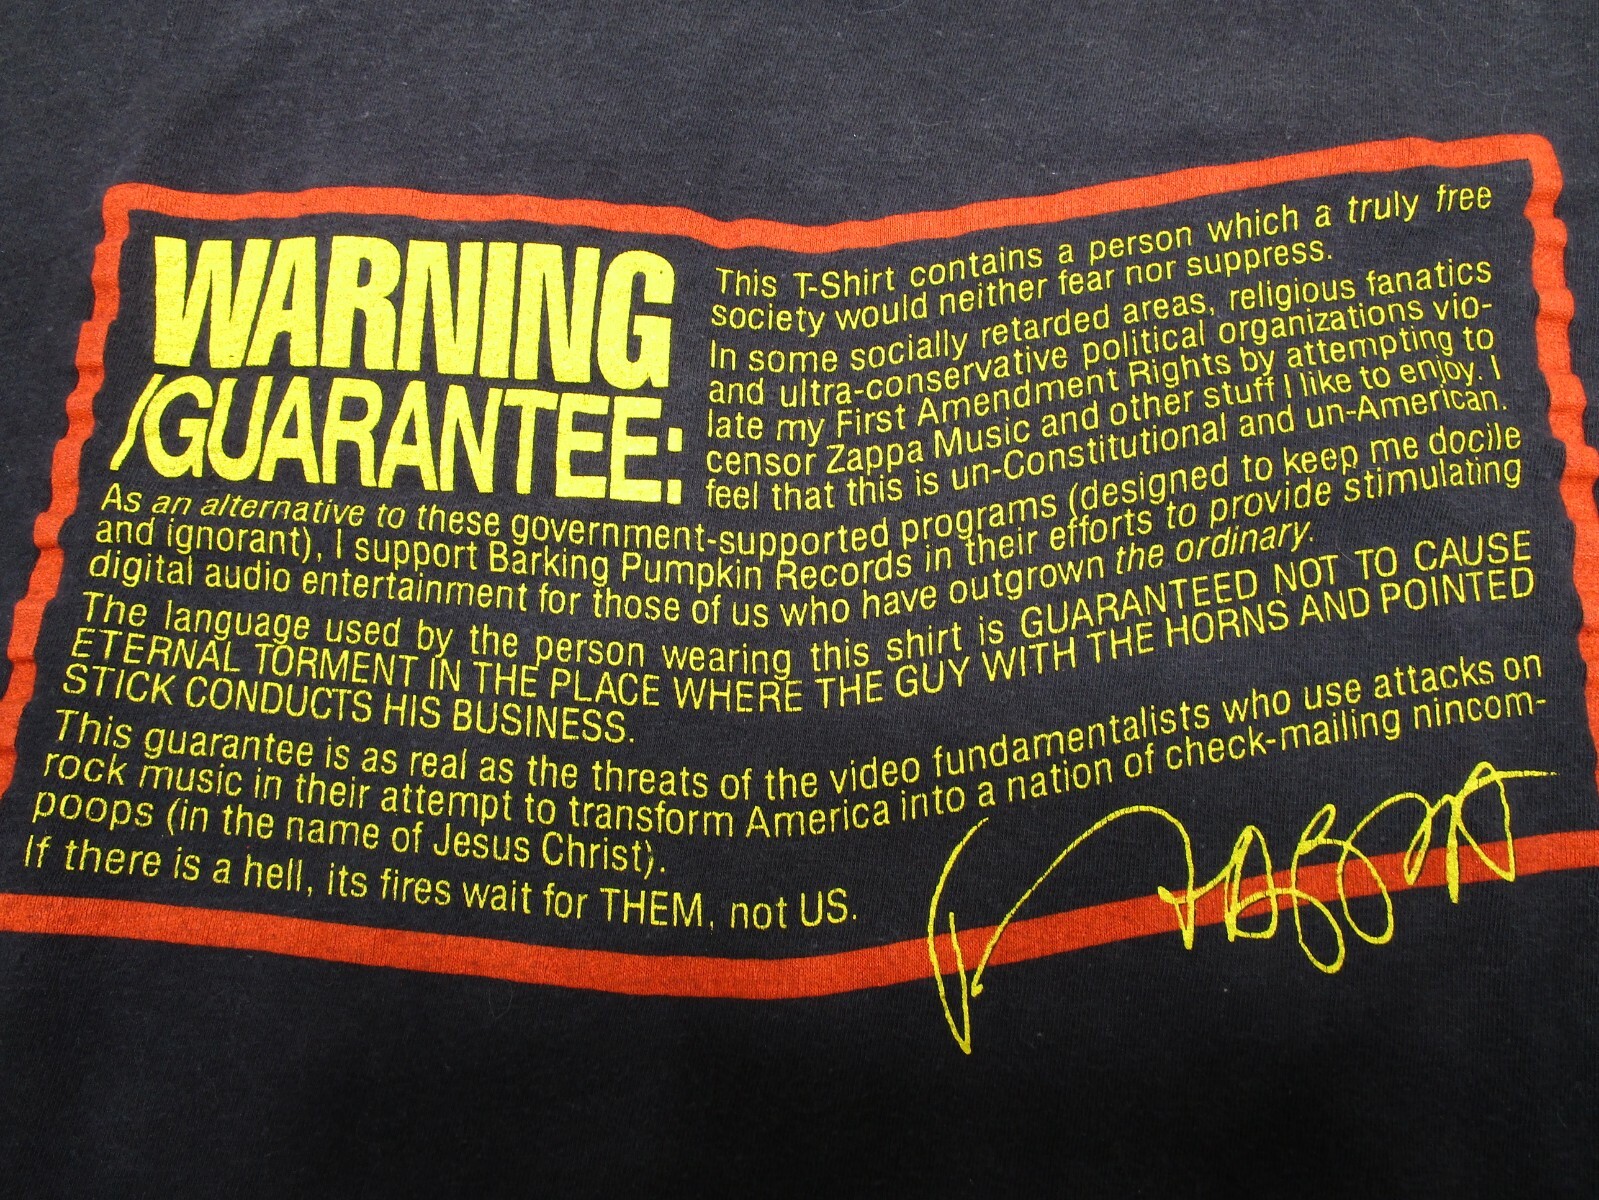 WARNING
/GUARANTEE:
This T-Shirt contains a person which a truly free
society would neither fear nor suppress.
In some socially retarded areas, religious fanatics
and ultra-conservative political organizations vio-
late my First Amendment Rights by attempting to
censor Zappa Music and other stuff I like to enjoy. I
feel that this is un-Constitutional and un-American.
As an alternative to these government-supported programs (designed to keep me docile
and ignorant), I support Barking Pumpkin Records in their efforts to provide stimulating
digital audio entertainment for those of us who have outgrown the ordinary.
The language used by the person wearing this shirt is GUARANTEED NOT TO CAUSE
ETERNAL TORMENT IN THE PLACE WHERE THE GUY WITH THE HORNS AND POINTED
STICK CONDUCTS HIS BUSINESS.
This guarantee is as real as the threats of the video fundamentalists who use attacks on
rock music in their attempt to transform America into a nation of check-mailing nincom-
poops (in the name of Jesus Christ).
If there is a hell, its fires wait for THEM, not US.
Zappa